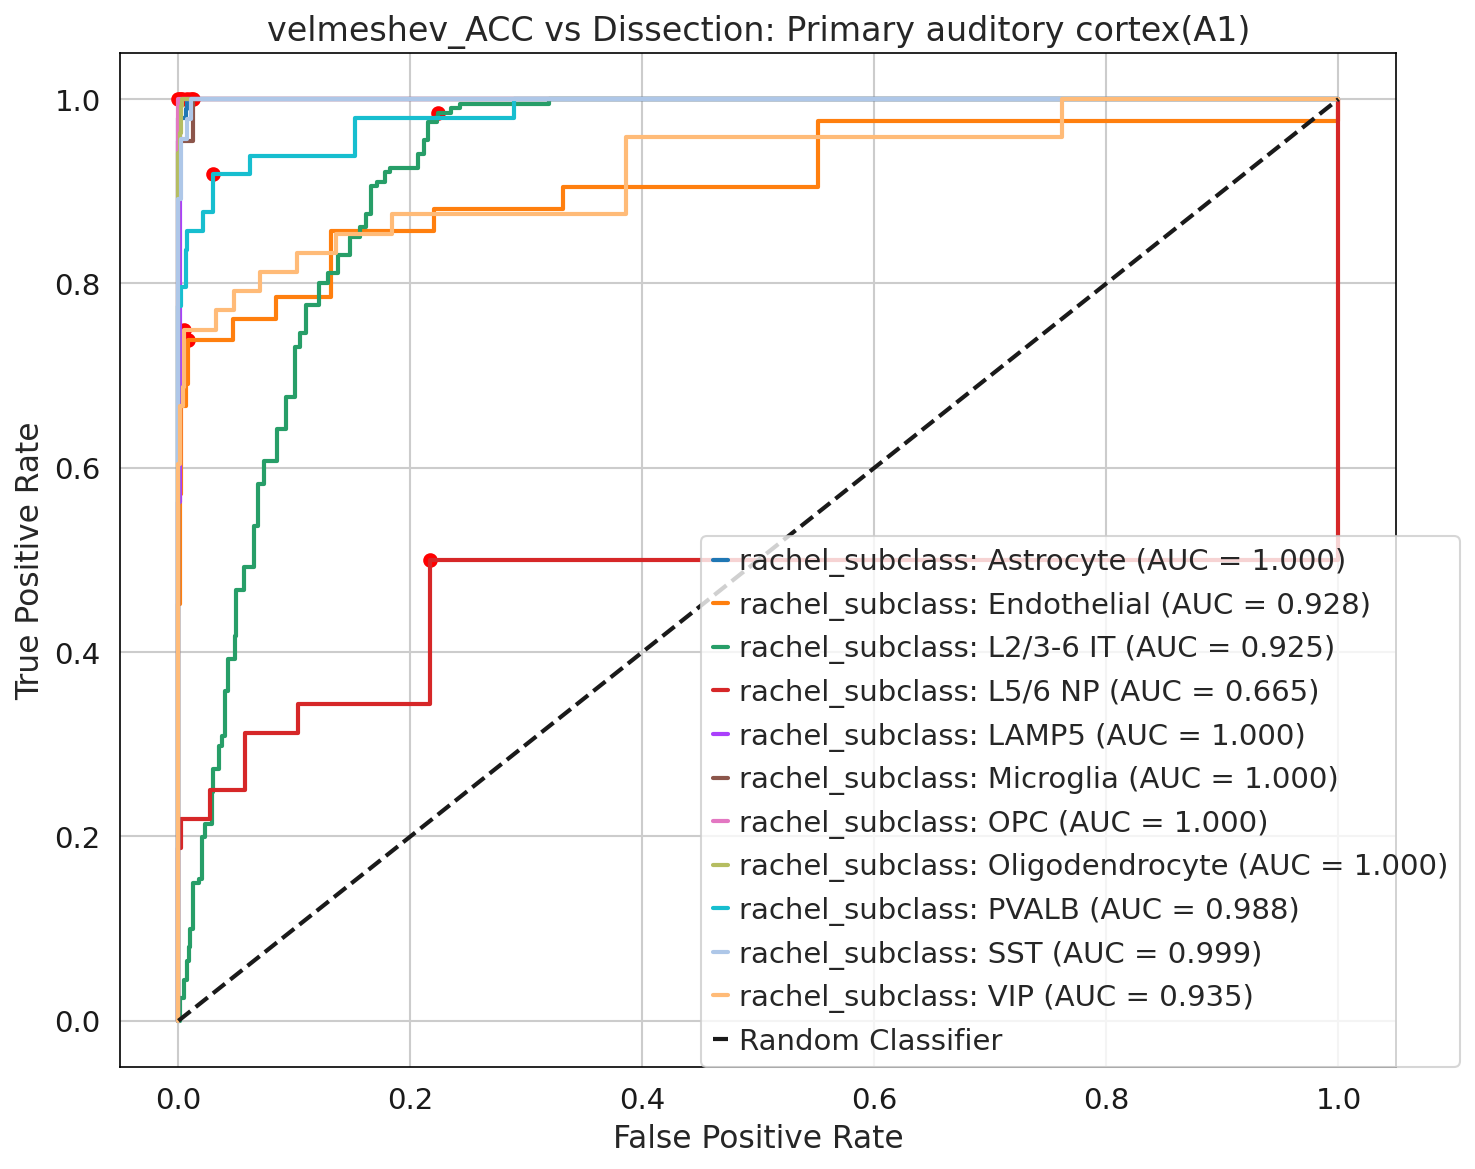 velmeshev_ACC vs Dissection: Primary auditory cortex(A1)
1.0
0.8
0.6
0.4
0.2
0.0
True Positive Rate
rachel_subclass: Astrocyte (AUC = 1.000)
rachel_subclass: Endothelial (AUC = 0.928)
rachel_subclass: L2/3-6 IT (AUC = 0.925)
rachel_subclass: L5/6 NP (AUC = 0.665)
rachel_subclass: LAMP5 (AUC = 1.000)
rachel_subclass: Microglia (AUC = 1.000)
rachel_subclass: OPC (AUC = 1.000)
rachel_subclass: Oligodendrocyte (AUC = 1.000)
rachel_subclass: PVALB (AUC = 0.988)
rachel_subclass: SST (AUC = 0.999)
rachel_subclass: VIP (AUC = 0.935)
Random Classifier
0.0 0.2 0.4 0.6 0.8 1.0
False Positive Rate